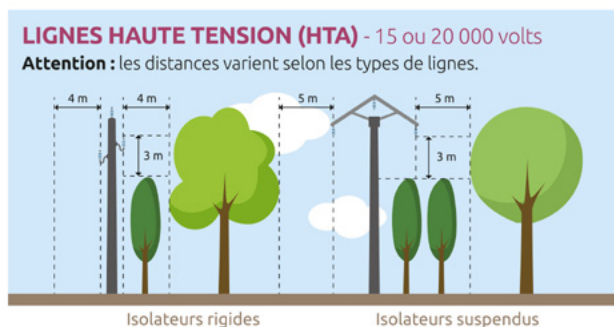 LIGNES HAUTE TENSION (HTA) - 15 ou 20 000 volts
Attention : les distances varient selon les types de lignes.
4 m 4 m 5 m 5 m
3 m 3 m
Isolateurs rigides Isolateurs suspendus